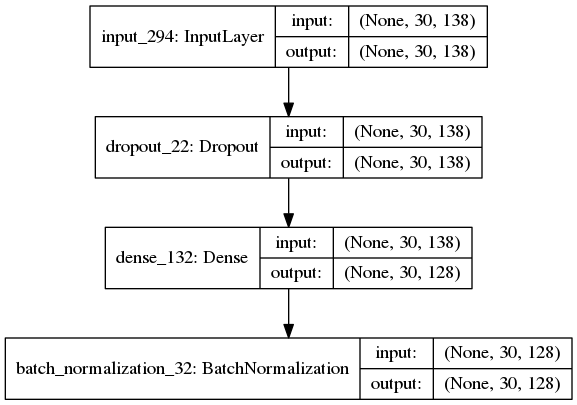 input_294: InputLayer
input:
(None, 30, 138)
output:
(None, 30, 138)
dropout_22: Dropout
input:
(None, 30, 138)
output:
(None, 30, 138)
dense_132: Dense
input:
(None, 30, 138)
output:
(None, 30, 128)
batch_normalization_32: BatchNormalization
input:
(None, 30, 128)
output:
(None, 30, 128)